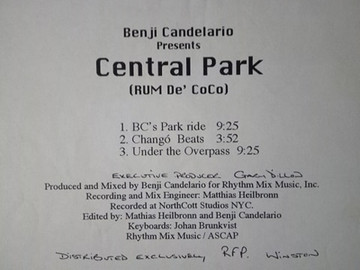 Benji Candelario
Presents
Central Park
(RUM De' CoCo)
1. BC's Park ride 9:25
2. Changó Beats 3:52
3. Under the Overpass 9:25
EXECUTIVE PRODUCER
Produced and Mixed by Benji Candelario for Rhythm Mix Music, Inc.
Recording and Mix Engineer: Matthias Heilbronn
Recorded at NorthCott Studios NYC.
Edited by: Mathias Heilbronn and Benji Candelario
Keyboards: Johan Brunkvist
Rhythm Mix Music / ASCAP
DISTRIBUTED EXCLUSIVELY, R.F.P. WINSTON